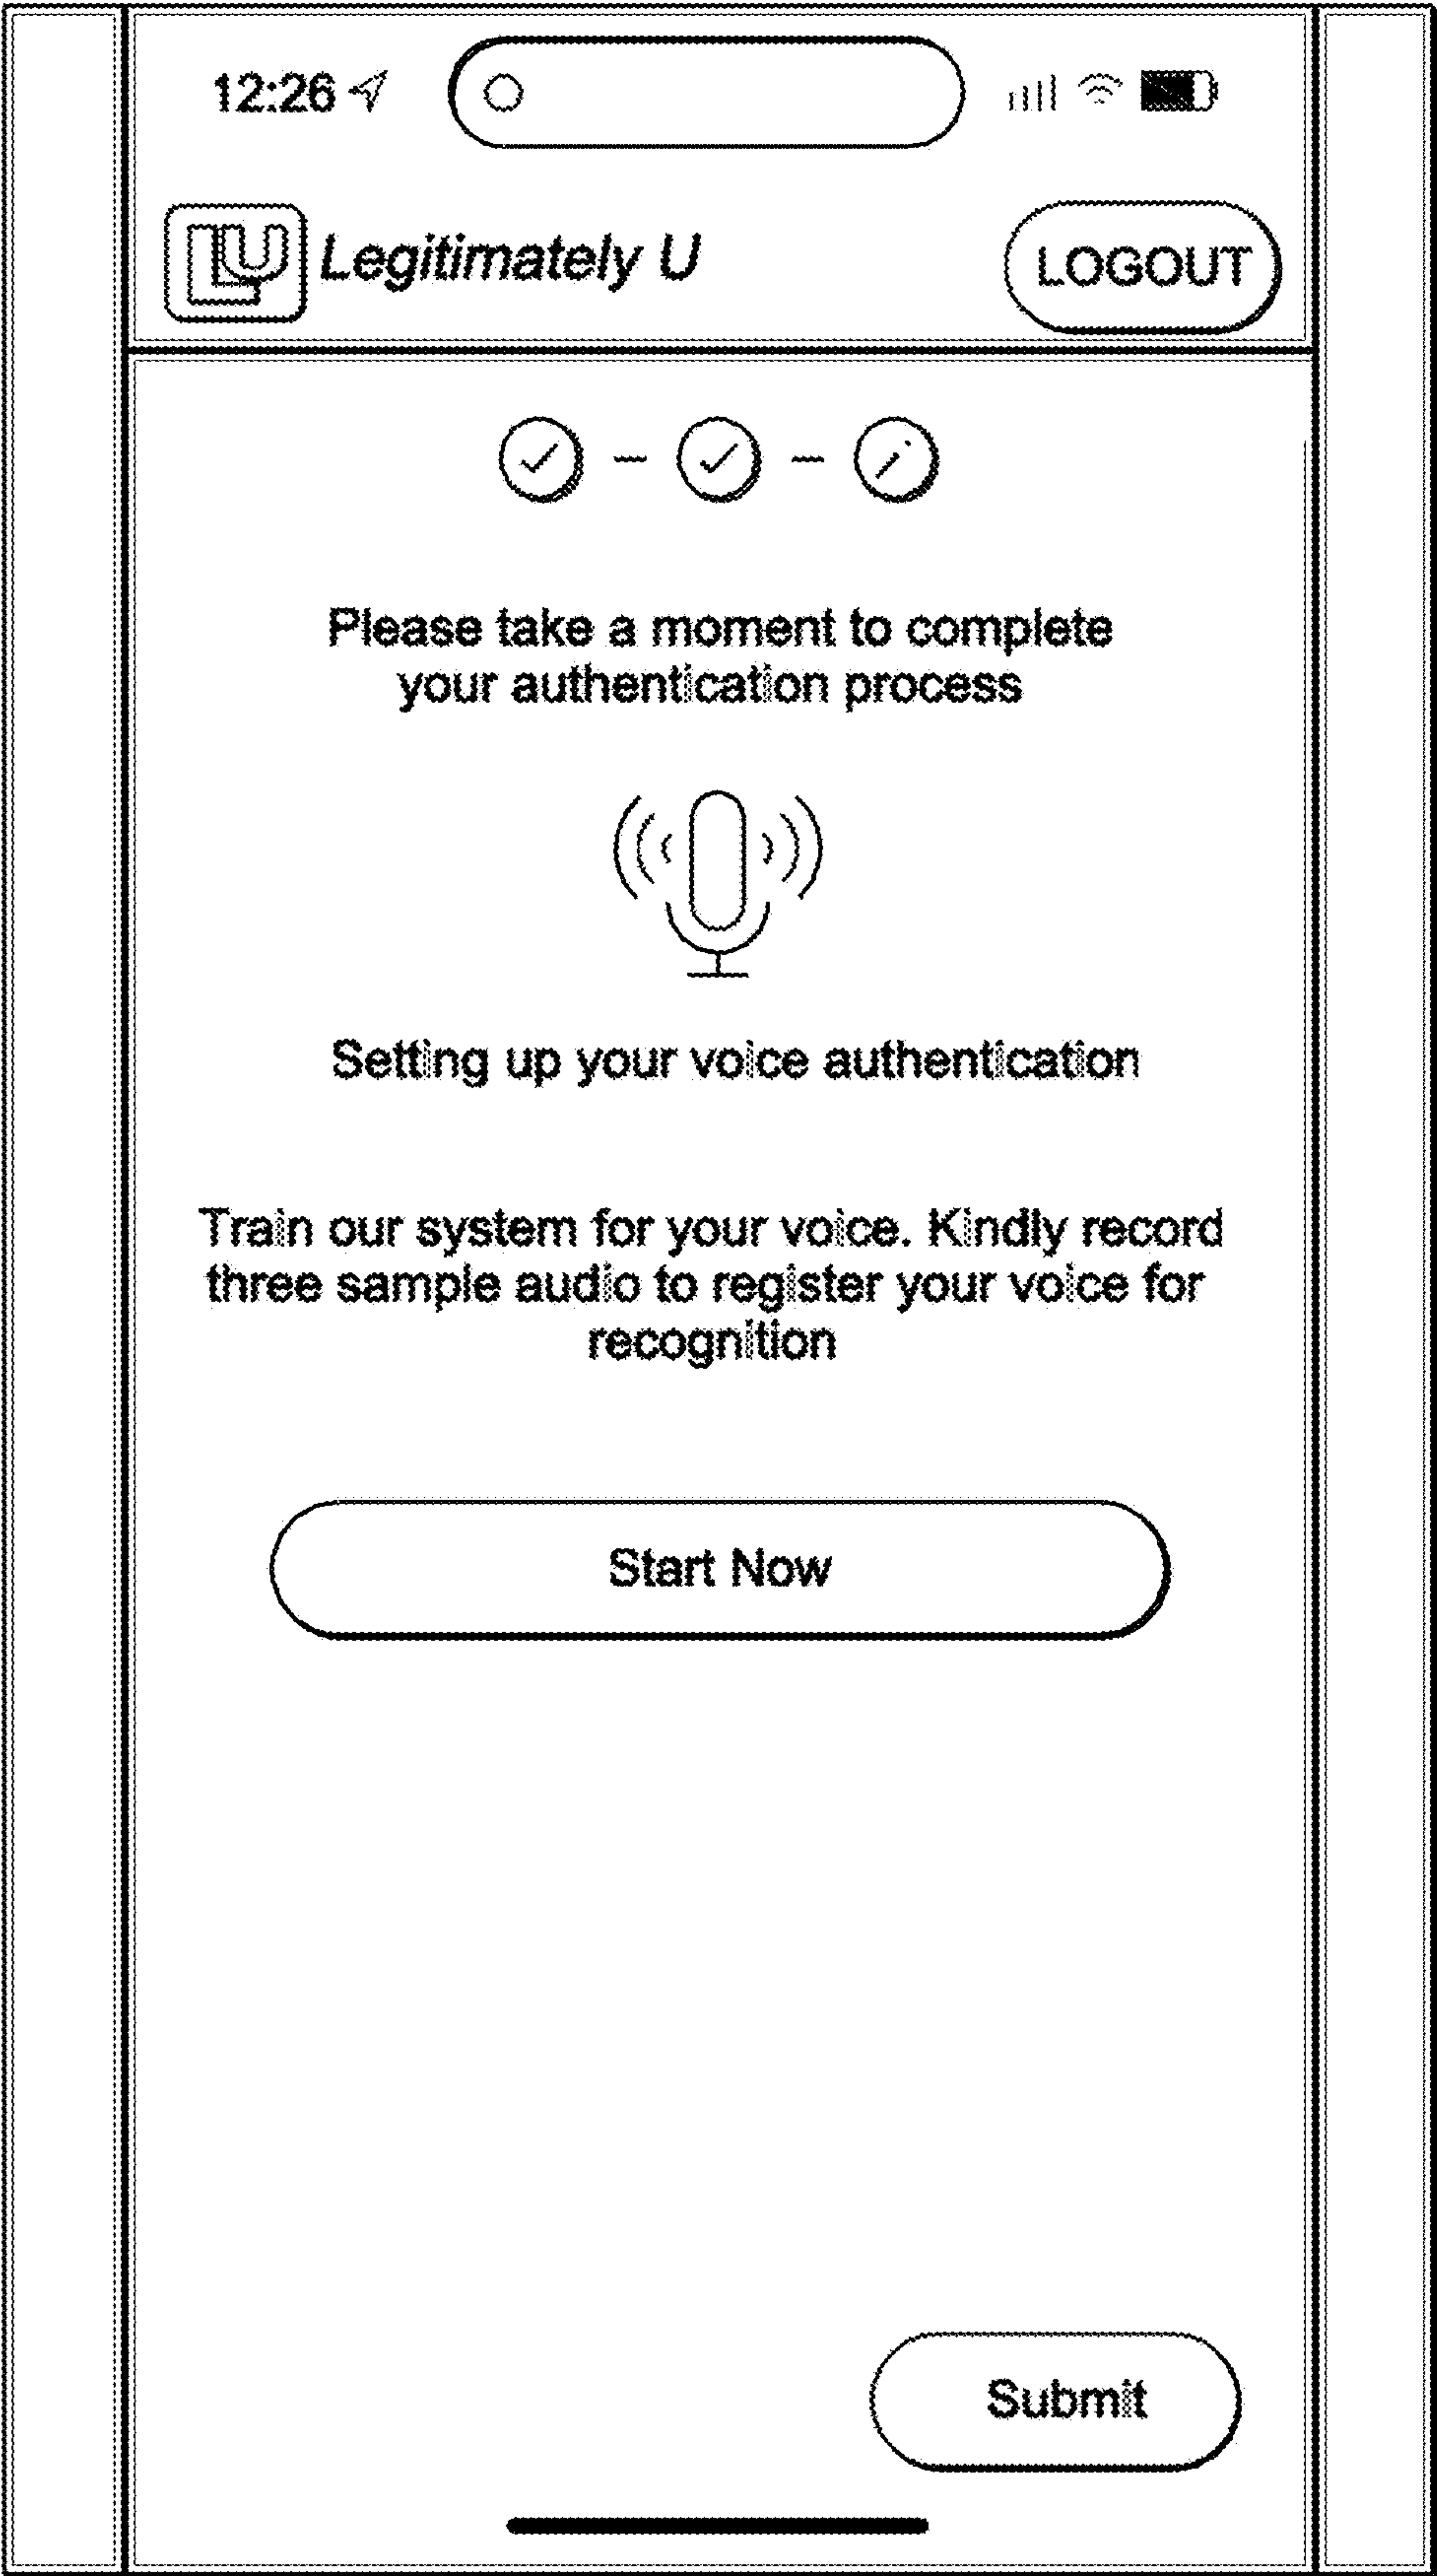 12:26
LU Legitimately U
LOGOUT
Please take a moment to complete
your authentication process
Setting up your voice authentication
Train our system for your voice. Kindly record
three sample audio to register your voice for
recognition
Start Now
Submit